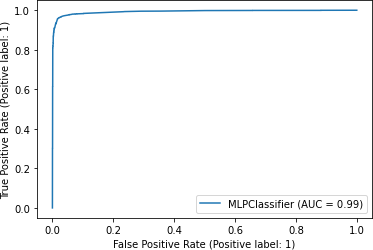 True Positive Rate (Positive label: 1)
1.0
0.8
0.6
0.4
0.2
0.0
MLPClassifier (AUC = 0.99)
0.0 0.2 0.4 0.6 0.8 1.0
False Positive Rate (Positive label: 1)